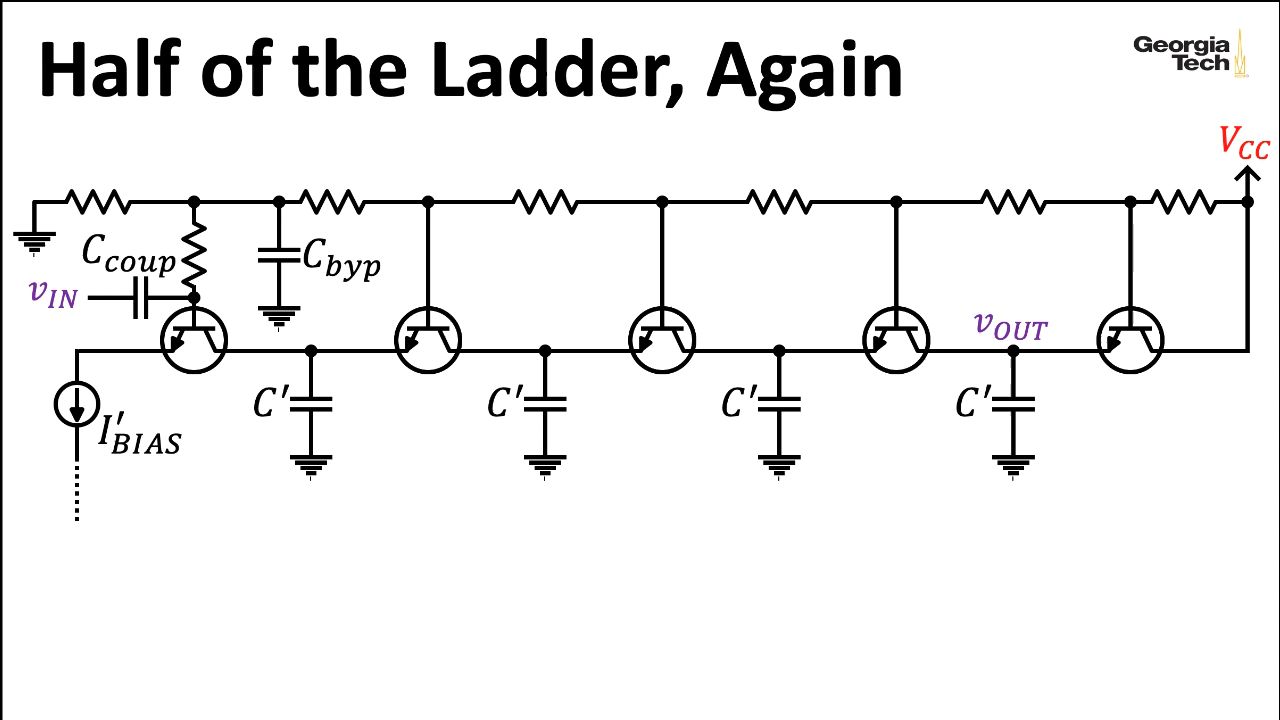 Half of the Ladder, Again
Georgia
Tech
V_CC
C_coup
C_byp
v_IN
v_OUT
C′ C′ C′ C′
I′_BIAS